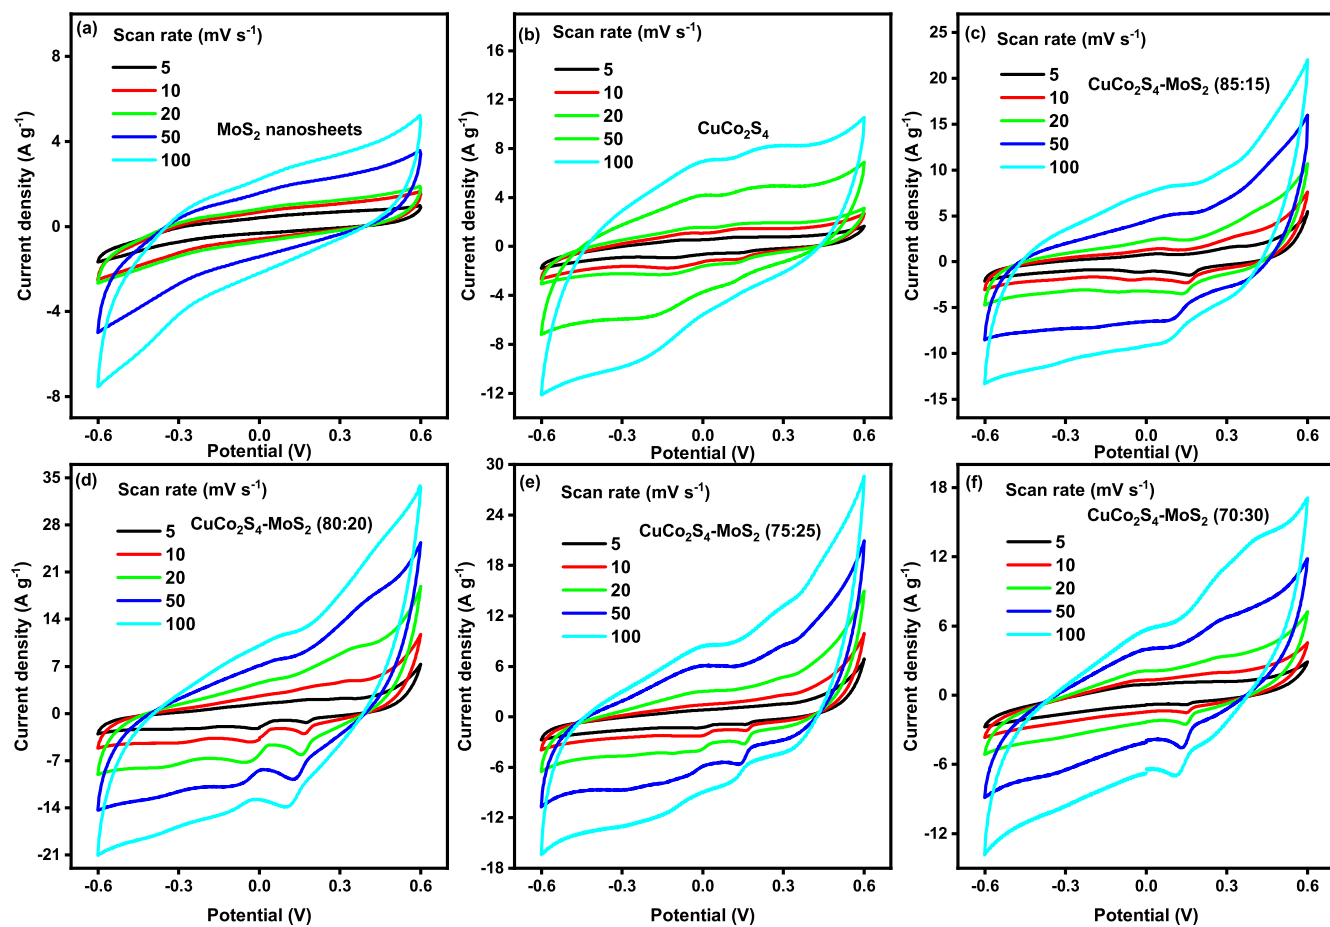 (a)
Scan rate (mV s⁻¹)
5
10
20
50
100
MoS₂ nanosheets
8
4
0
-4
-8
Current density (A g⁻¹)
-0.6 -0.3 0.0 0.3 0.6
Potential (V)
(b)
Scan rate (mV s⁻¹)
5
10
20
50
100
CuCo₂S₄
16
12
8
4
0
-4
-8
-12
Current density (A g⁻¹)
-0.6 -0.3 0.0 0.3 0.6
Potential (V)
(c)
Scan rate (mV s⁻¹)
5
10
20
50
100
CuCo₂S₄-MoS₂ (85:15)
25
20
15
10
5
0
-5
-10
-15
Current density (A g⁻¹)
-0.6 -0.3 0.0 0.3 0.6
Potential (V)
(d)
Scan rate (mV s⁻¹)
5
10
20
50
100
CuCo₂S₄-MoS₂ (80:20)
35
28
21
14
7
0
-7
-14
-21
Current density (A g⁻¹)
-0.6 -0.3 0.0 0.3 0.6
Potential (V)
(e)
Scan rate (mV s⁻¹)
5
10
20
50
100
CuCo₂S₄-MoS₂ (75:25)
30
24
18
12
6
0
-6
-12
-18
Current density (A g⁻¹)
-0.6 -0.3 0.0 0.3 0.6
Potential (V)
(f)
Scan rate (mV s⁻¹)
5
10
20
50
100
CuCo₂S₄-MoS₂ (70:30)
18
12
6
0
-6
-12
Current density (A g⁻¹)
-0.6 -0.3 0.0 0.3 0.6
Potential (V)